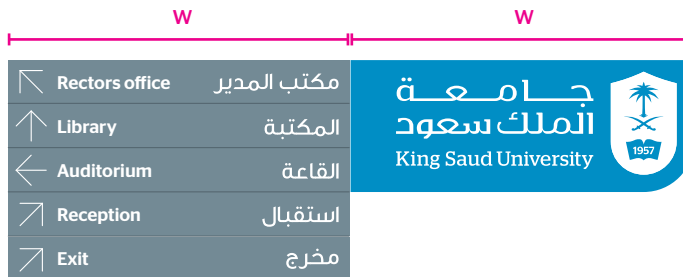 W
W
Rectors office مكتب المدير
Library المكتبة
Auditorium القاعة
Reception استقبال
Exit مخرج
جامعة
الملك سعود
King Saud University
1957